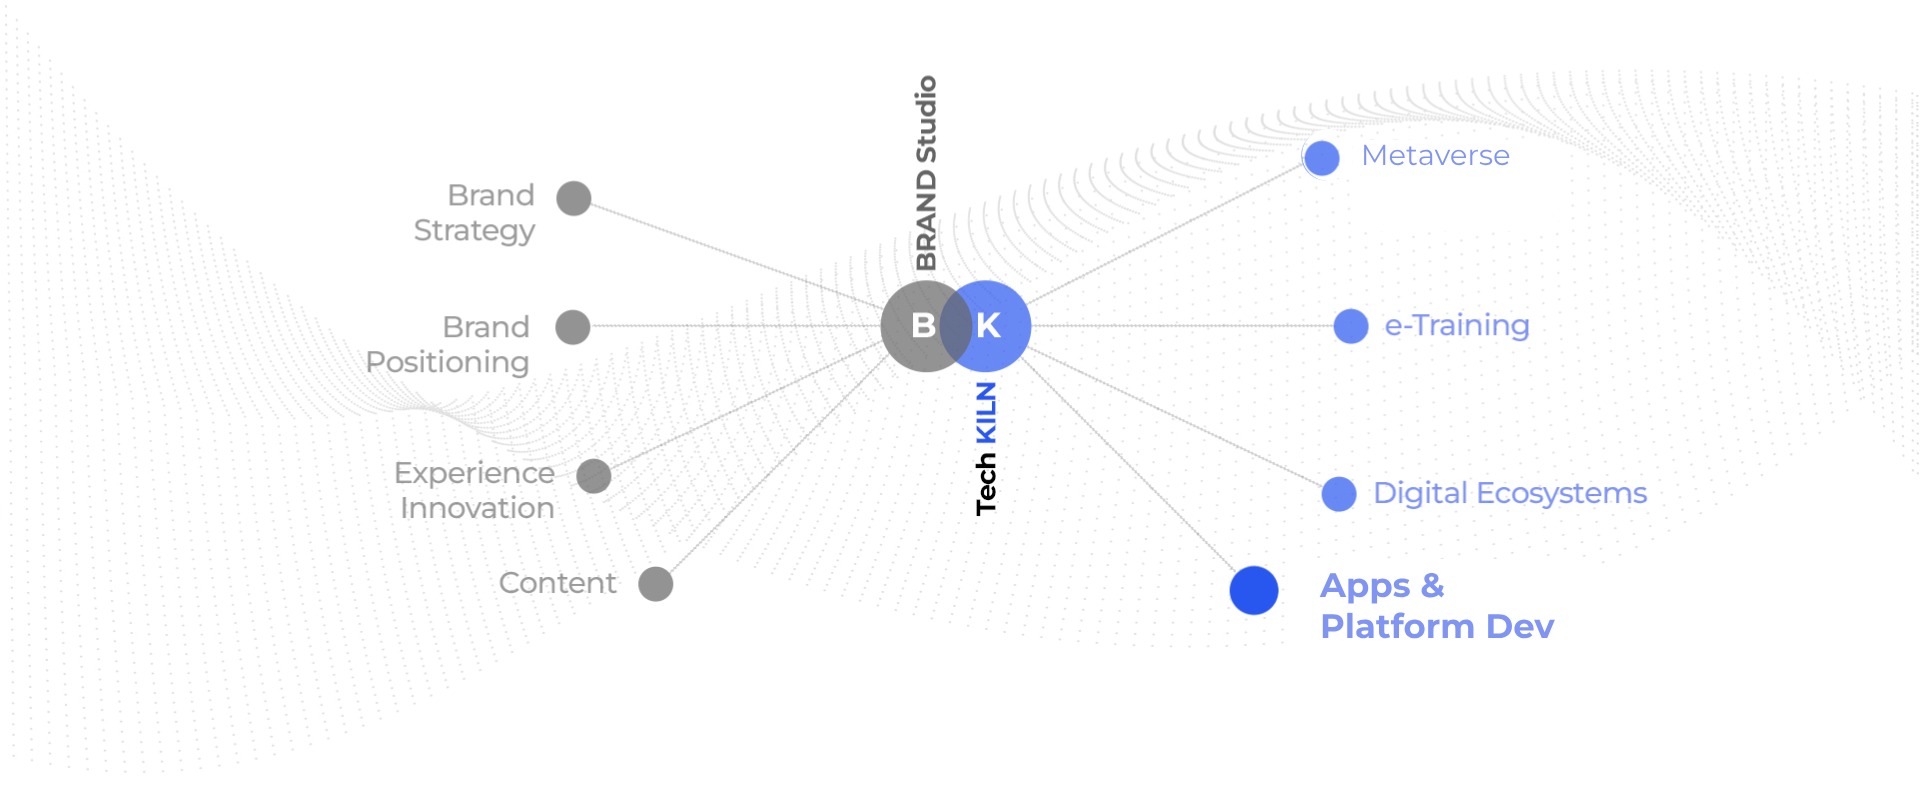 BRAND Studio
Brand
Strategy
Brand
Positioning
Experience
Innovation
Content
B
K
Tech KILN
Metaverse
e-Training
Digital Ecosystems
Apps &
Platform Dev